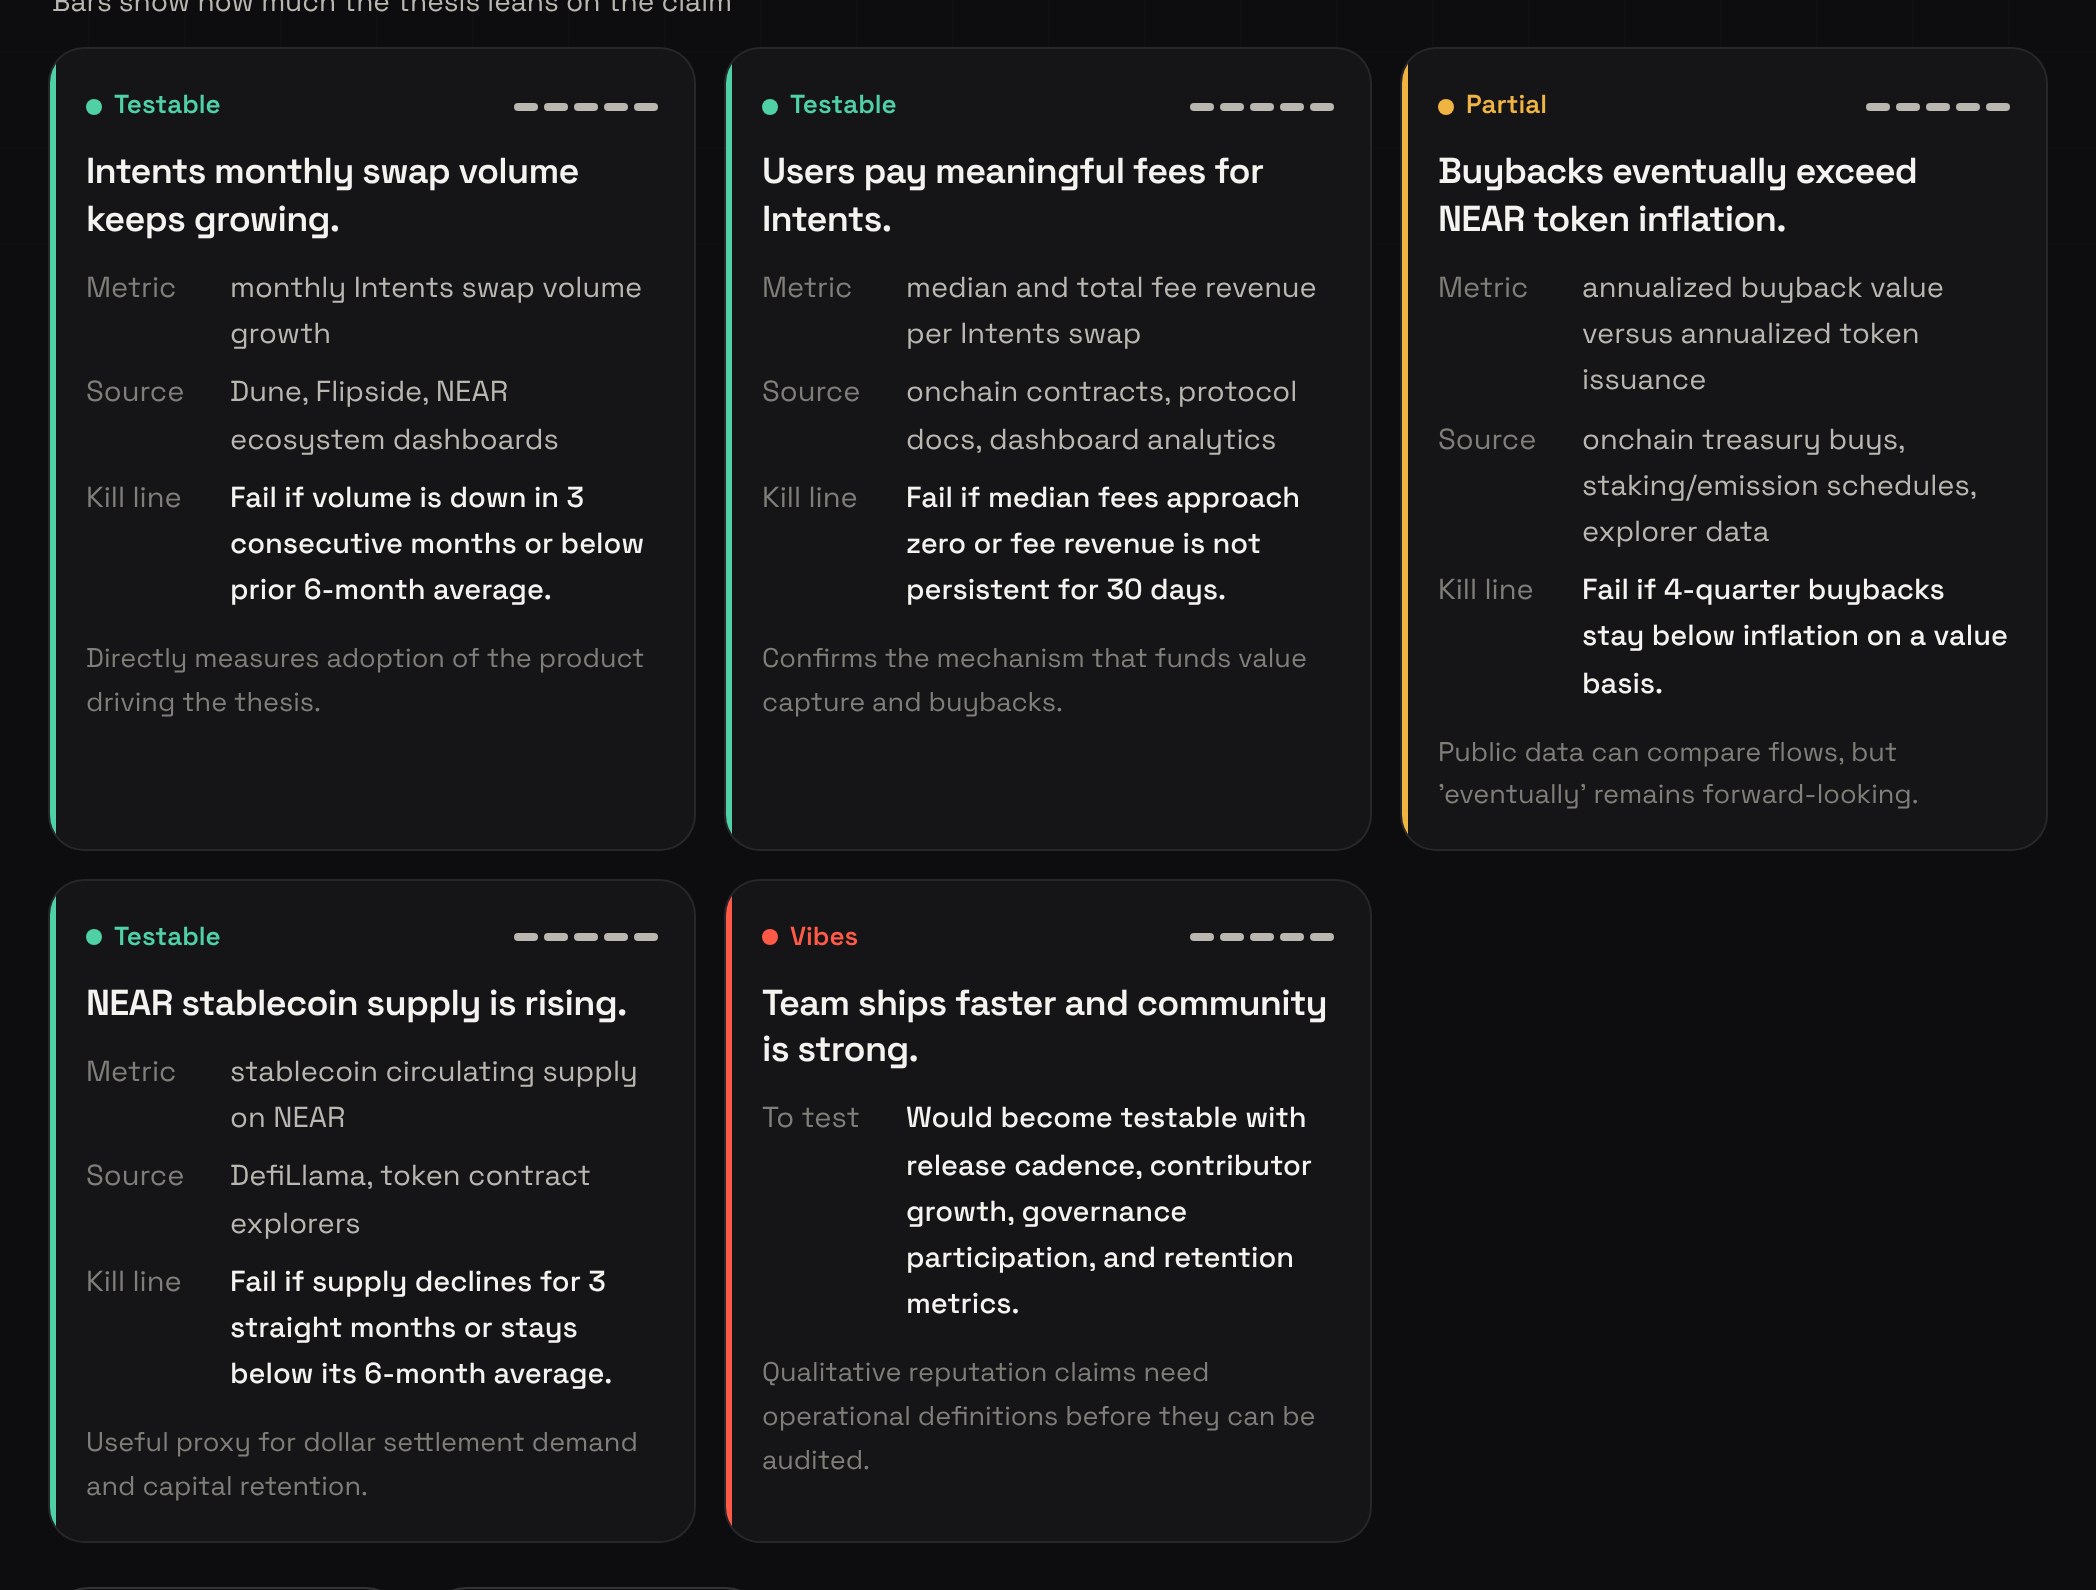 Bars show how much the thesis leans on the claim
Testable
Intents monthly swap volume
keeps growing.
Metric monthly Intents swap volume
growth
Source Dune, Flipside, NEAR
ecosystem dashboards
Kill line Fail if volume is down in 3
consecutive months or below
prior 6-month average.
Directly measures adoption of the product
driving the thesis.
Testable
Users pay meaningful fees for
Intents.
Metric median and total fee revenue
per Intents swap
Source onchain contracts, protocol
docs, dashboard analytics
Kill line Fail if median fees approach
zero or fee revenue is not
persistent for 30 days.
Confirms the mechanism that funds value
capture and buybacks.
Partial
Buybacks eventually exceed
NEAR token inflation.
Metric annualized buyback value
versus annualized token
issuance
Source onchain treasury buys,
staking/emission schedules,
explorer data
Kill line Fail if 4-quarter buybacks
stay below inflation on a value
basis.
Public data can compare flows, but
'eventually' remains forward-looking.
Testable
NEAR stablecoin supply is rising.
Metric stablecoin circulating supply
on NEAR
Source DefiLlama, token contract
explorers
Kill line Fail if supply declines for 3
straight months or stays
below its 6-month average.
Useful proxy for dollar settlement demand
and capital retention.
Vibes
Team ships faster and community
is strong.
To test Would become testable with
release cadence, contributor
growth, governance
participation, and retention
metrics.
Qualitative reputation claims need
operational definitions before they can be
audited.